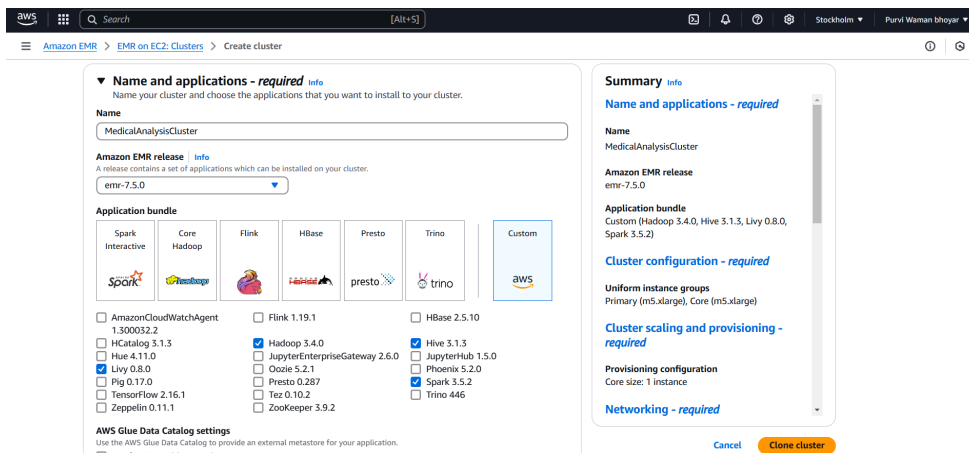 aws
Search
[Alt+S]
Stockholm ▼
Purvi Waman bhoyar ▼
Amazon EMR > EMR on EC2: Clusters > Create cluster
▼ Name and applications - required Info
Name your cluster and choose the applications that you want to install to your cluster.
Name
MedicalAnalysisCluster
Amazon EMR release Info
A release contains a set of applications which can be installed on your cluster.
emr-7.5.0
Application bundle
Spark Interactive
Core Hadoop
Flink
HBase
Presto
Trino
Custom
Spark
hadoop
HBASE
presto
trino
aws
AmazonCloudWatchAgent 1.300032.2
Flink 1.19.1
HBase 2.5.10
HCatalog 3.1.3
Hadoop 3.4.0
Hive 3.1.3
Hue 4.11.0
JupyterEnterpriseGateway 2.6.0
JupyterHub 1.5.0
Livy 0.8.0
Oozie 5.2.1
Phoenix 5.2.0
Pig 0.17.0
Presto 0.287
Spark 3.5.2
TensorFlow 2.16.1
Tez 0.10.2
Trino 446
Zeppelin 0.11.1
ZooKeeper 3.9.2
AWS Glue Data Catalog settings
Use the AWS Glue Data Catalog to provide an external metastore for your application.
Summary Info
Name and applications - required
Name
MedicalAnalysisCluster
Amazon EMR release
emr-7.5.0
Application bundle
Custom (Hadoop 3.4.0, Hive 3.1.3, Livy 0.8.0,
Spark 3.5.2)
Cluster configuration - required
Uniform instance groups
Primary (m5.xlarge), Core (m5.xlarge)
Cluster scaling and provisioning -
required
Provisioning configuration
Core size: 1 instance
Networking - required
Cancel
Clone cluster